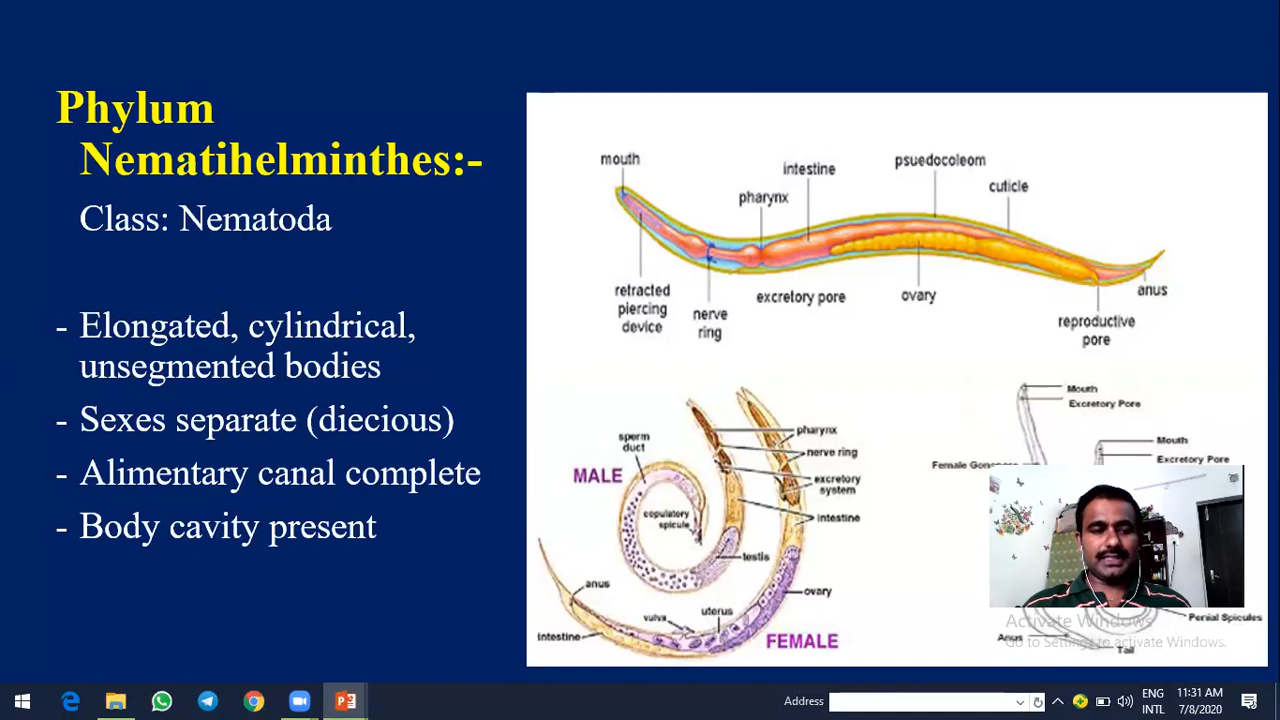 Phylum
Nematihelminthes:-
Class: Nematoda
- Elongated, cylindrical,
unsegmented bodies
- Sexes separate (diecious)
- Alimentary canal complete
- Body cavity present
mouth
intestine
psuedocoleom
pharynx
cuticle
retracted
piercing
device
nerve
ring
excretory pore
ovary
reproductive
pore
anus
MALE
sperm
duct
copulatory
spicule
pharynx
nerve ring
excretory
system
intestine
testis
ovary
anus
vulva
uterus
intestine
FEMALE
Mouth
Excretory Pore
Mouth
Excretory Pore
Female
Penial Spicules
Anus
Tail
Activate Windows
Go to Settings to activate Windows.
Address
ENG
INTL
11:31 AM
7/8/2020